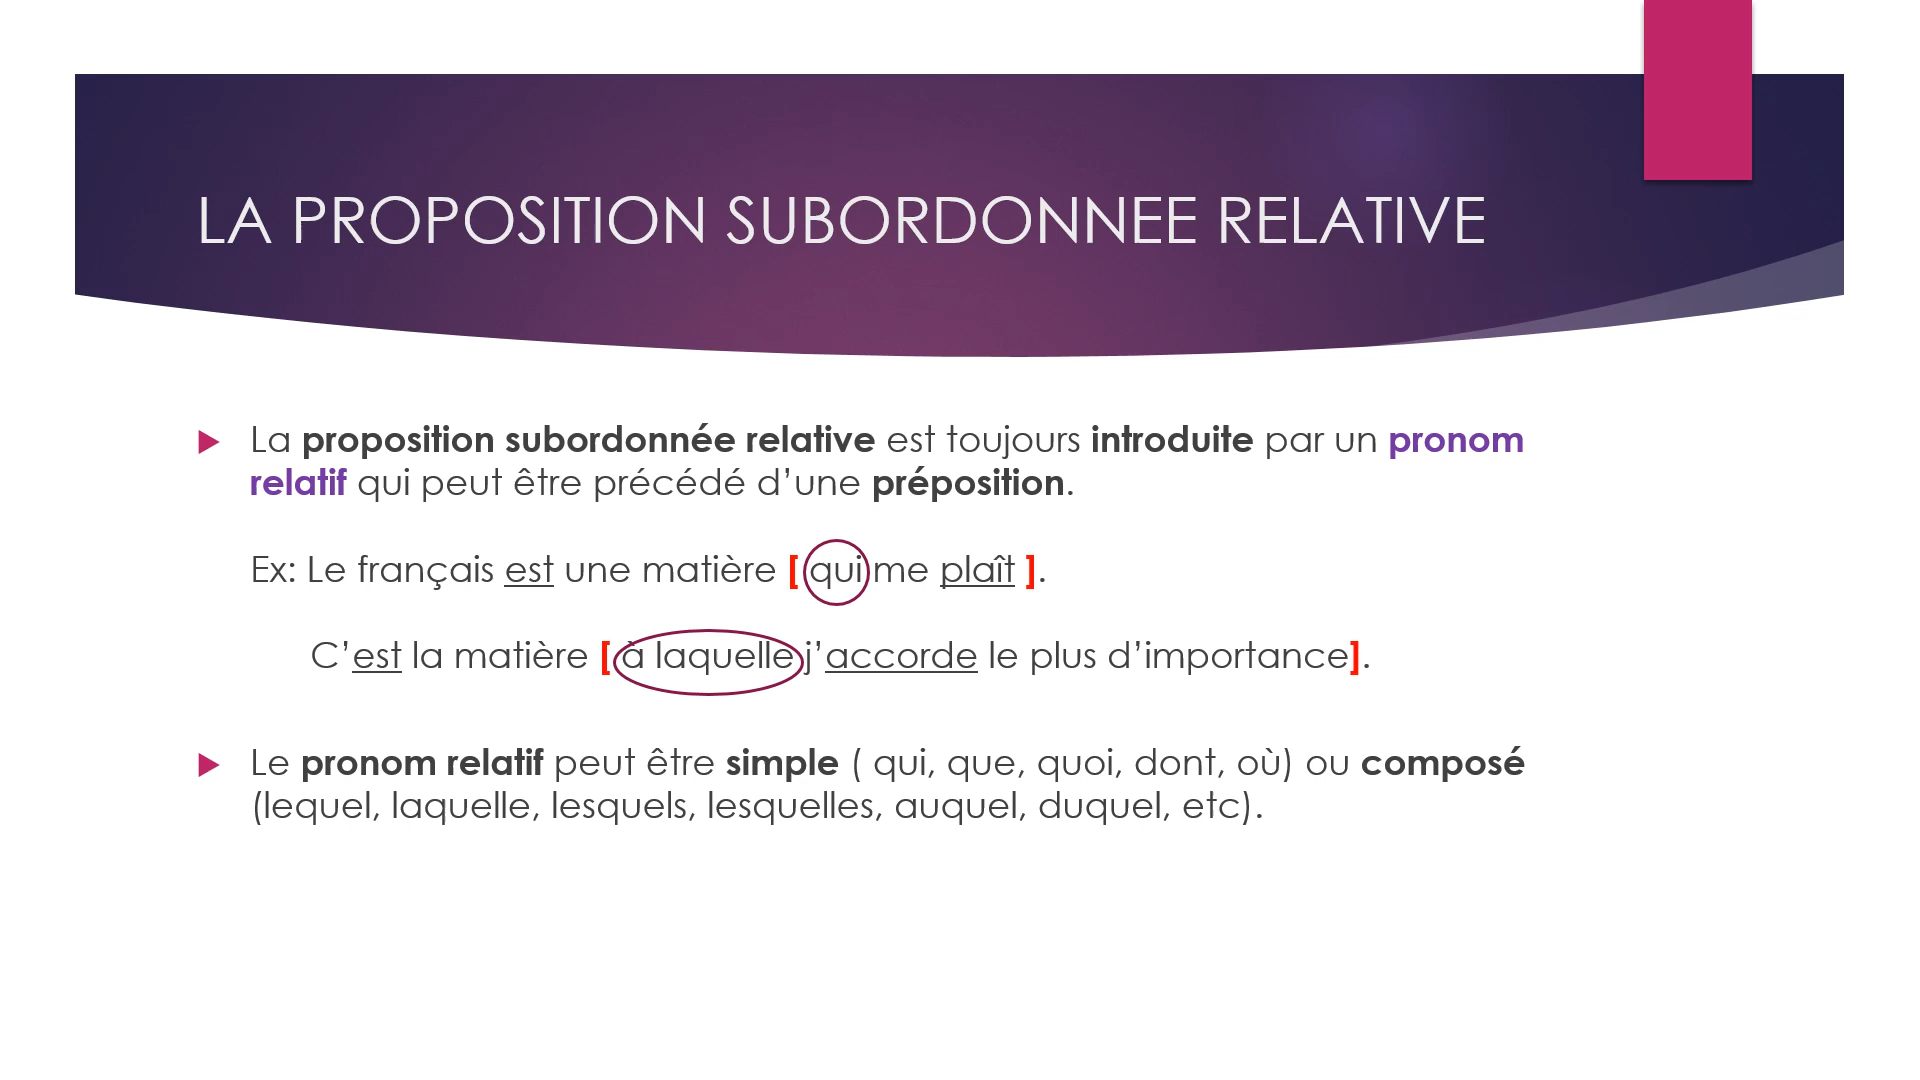 LA PROPOSITION SUBORDONNEE RELATIVE
La proposition subordonnée relative est toujours introduite par un pronom
relatif qui peut être précédé d’une préposition.
Ex: Le français est une matière [ qui me plaît ].
C’est la matière [ à laquelle j’accorde le plus d’importance].
Le pronom relatif peut être simple ( qui, que, quoi, dont, où) ou composé
(lequel, laquelle, lesquels, lesquelles, auquel, duquel, etc).